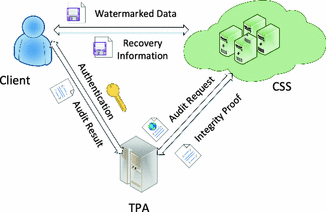 Watermarked Data
Recovery
Information
Client
CSS
Authentication
Audit Result
Audit Request
Integrity Proof
TPA